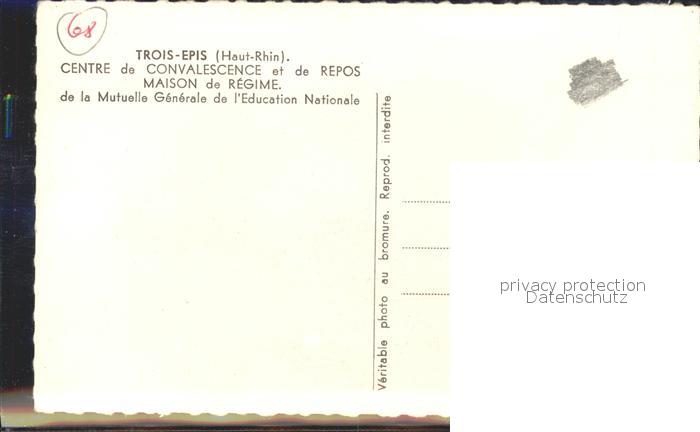 68
TROIS-EPIS (Haut-Rhin).
CENTRE de CONVALESCENCE et de REPOS
MAISON de RÉGIME.
de la Mutuelle Générale de l'Education Nationale
Véritable photo au bromure. Reprod. interdite
privacy protection
Datenschutz